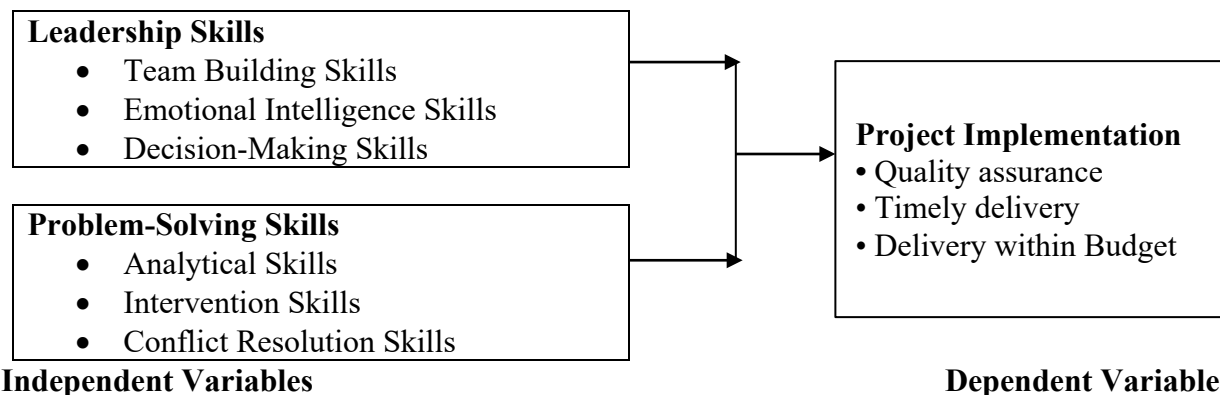 Leadership Skills
• Team Building Skills
• Emotional Intelligence Skills
• Decision-Making Skills
Problem-Solving Skills
• Analytical Skills
• Intervention Skills
• Conflict Resolution Skills
Independent Variables
Project Implementation
• Quality assurance
• Timely delivery
• Delivery within Budget
Dependent Variable